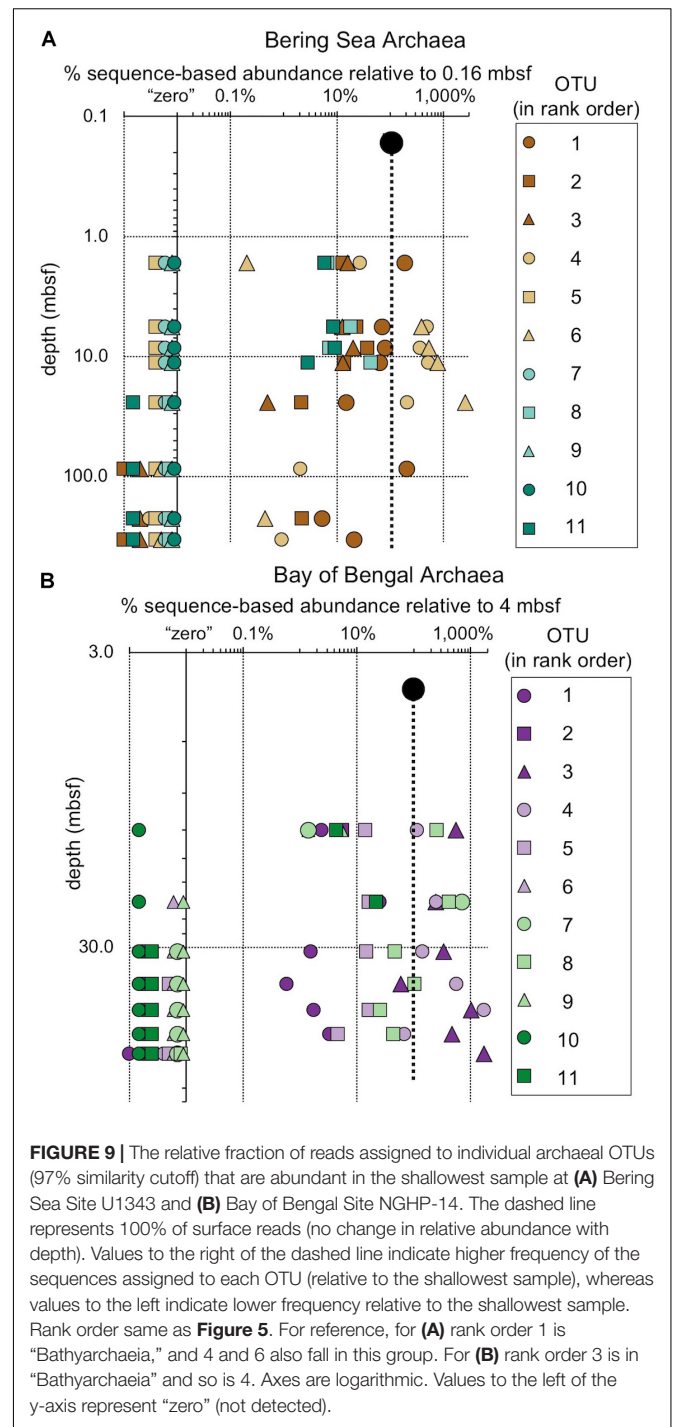 A
Bering Sea Archaea
% sequence-based abundance relative to 0.16 mbsf
"zero" 0.1% 10% 1,000%
OTU
(in rank order)
0.1
1.0
10.0
100.0
depth (mbsf)
1
2
3
4
5
6
7
8
9
10
11
B
Bay of Bengal Archaea
% sequence-based abundance relative to 4 mbsf
"zero" 0.1% 10% 1,000%
OTU
(in rank order)
3.0
30.0
depth (mbsf)
1
2
3
4
5
6
7
8
9
10
11
FIGURE 9 | The relative fraction of reads assigned to individual archaeal OTUs
(97% similarity cutoff) that are abundant in the shallowest sample at (A) Bering
Sea Site U1343 and (B) Bay of Bengal Site NGHP-14. The dashed line
represents 100% of surface reads (no change in relative abundance with
depth). Values to the right of the dashed line indicate higher frequency of the
sequences assigned to each OTU (relative to the shallowest sample), whereas
values to the left indicate lower frequency relative to the shallowest sample.
Rank order same as Figure 5. For reference, for (A) rank order 1 is
"Bathyarchaeia," and 4 and 6 also fall in this group. For (B) rank order 3 is in
"Bathyarchaeia" and so is 4. Axes are logarithmic. Values to the left of the
y-axis represent "zero" (not detected).